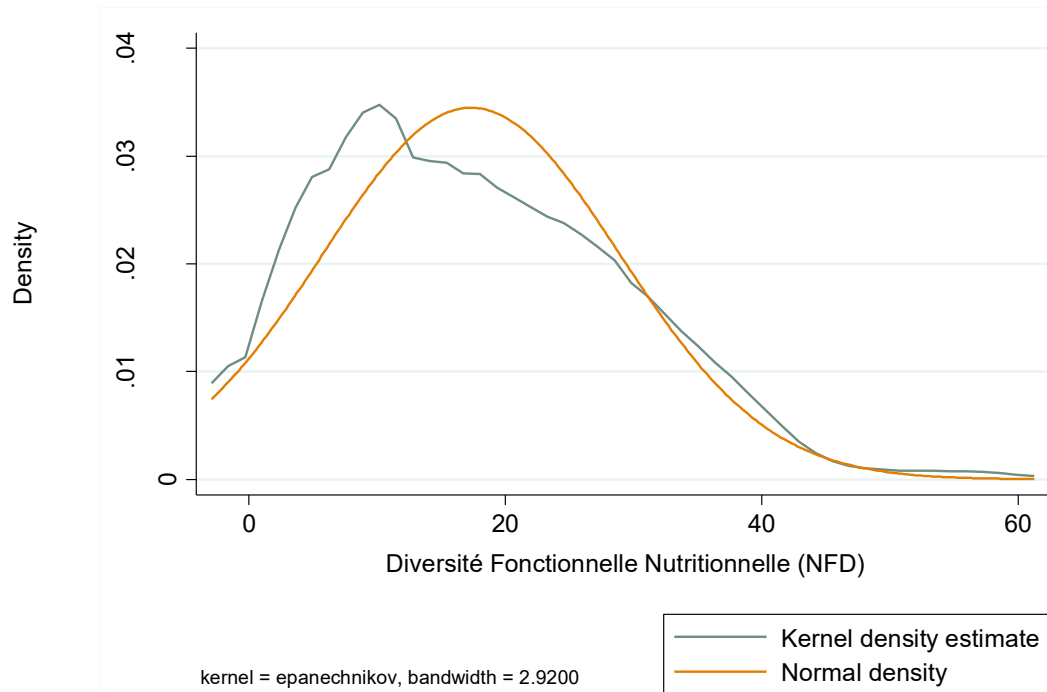 .04
.03
.02
.01
0
Density
0 20 40 60
Diversité Fonctionnelle Nutritionnelle (NFD)
Kernel density estimate
Normal density
kernel = epanechnikov, bandwidth = 2.9200